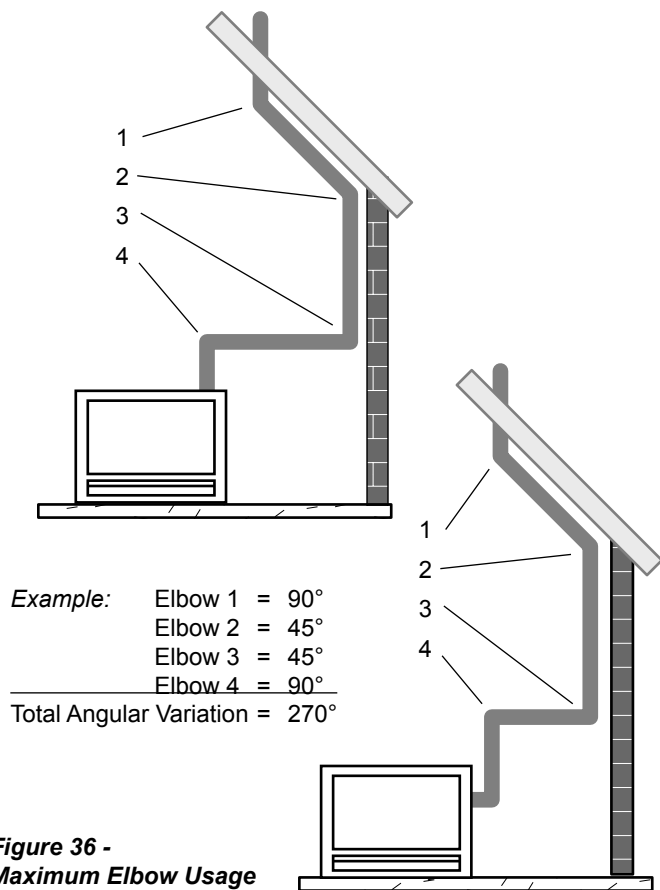 1
2
3
4
1
2
3
4
Example: Elbow 1 = 90°
Elbow 2 = 45°
Elbow 3 = 45°
Elbow 4 = 90°
Total Angular Variation = 270°
Figure 36 -
Maximum Elbow Usage